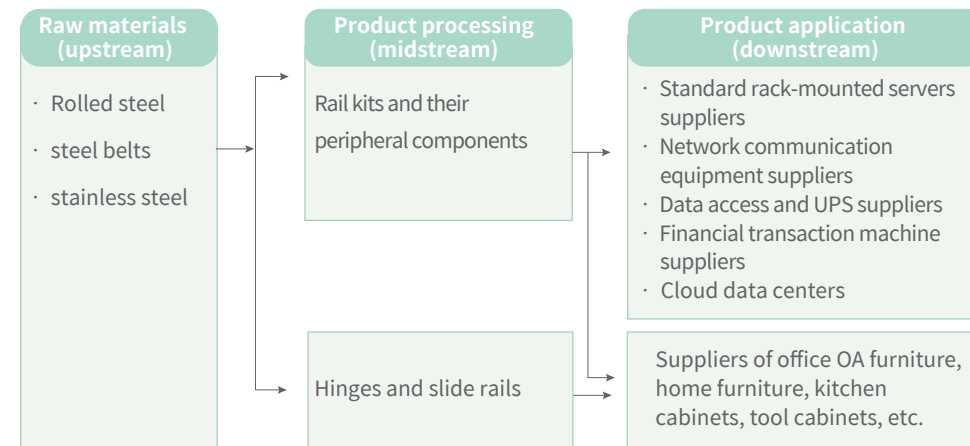 Raw materials
(upstream)
· Rolled steel
· steel belts
· stainless steel
Product processing
(midstream)
Rail kits and their
peripheral components
Hinges and slide rails
Product application
(downstream)
· Standard rack-mounted servers
suppliers
· Network communication
equipment suppliers
· Data access and UPS suppliers
· Financial transaction machine
suppliers
· Cloud data centers
Suppliers of office OA furniture,
home furniture, kitchen
cabinets, tool cabinets, etc.